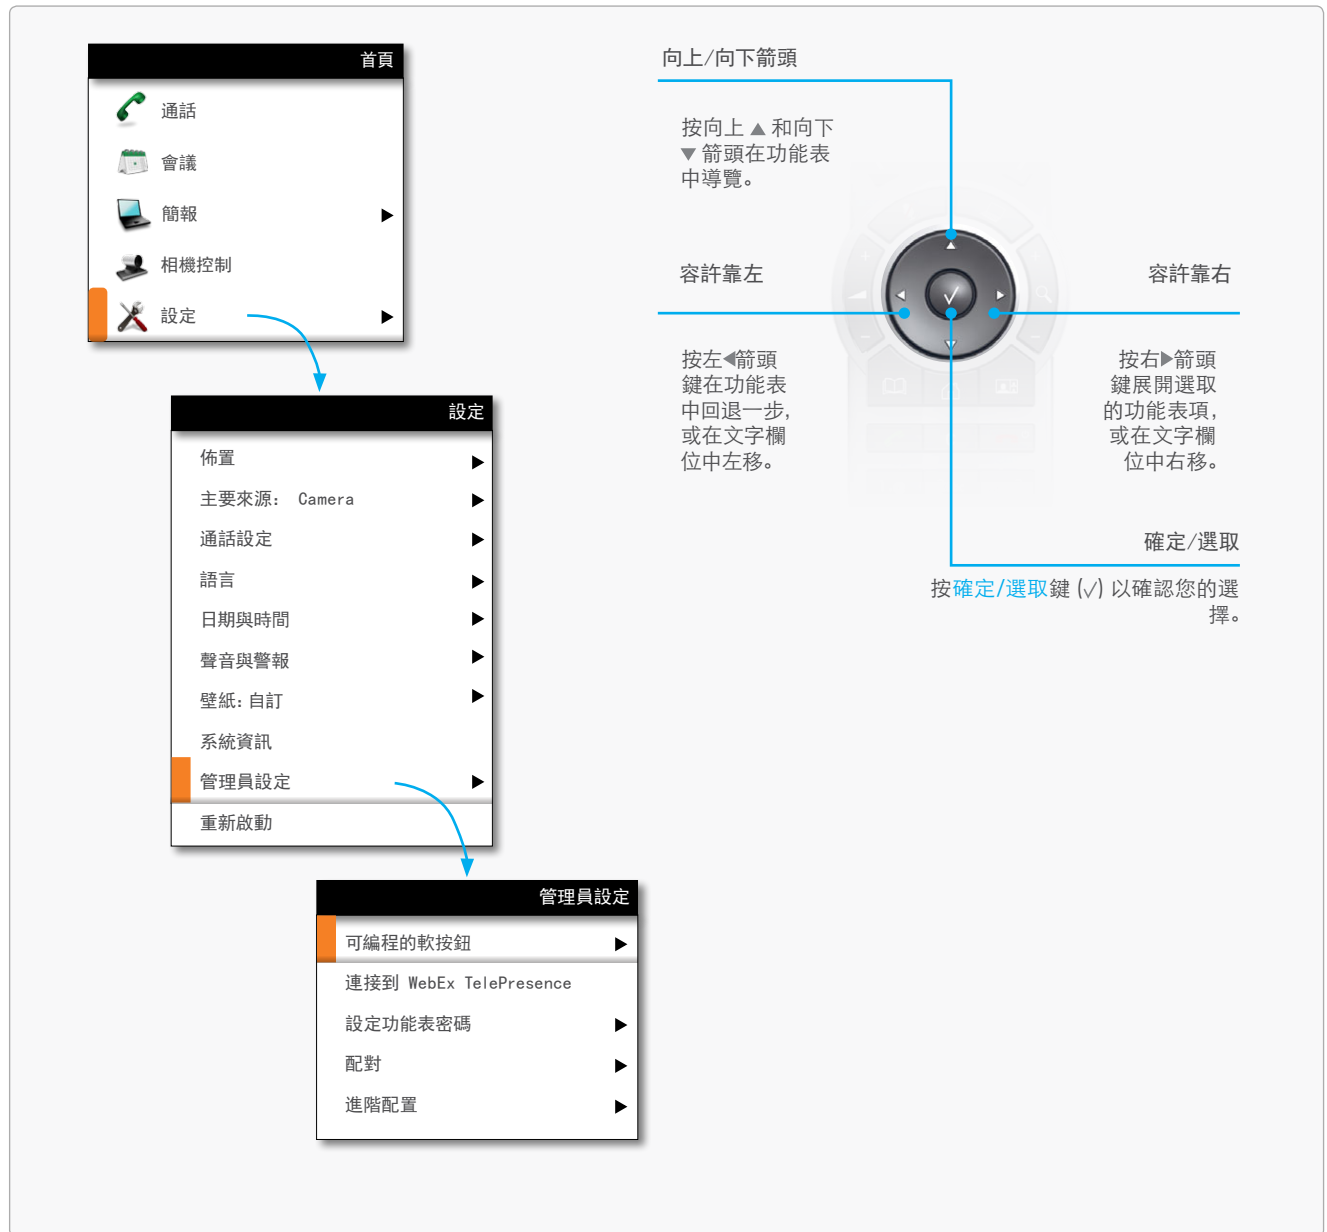 首頁
通話
會議
簡報
相機控制
設定
設定
佈置
主要來源： Camera
通話設定
語言
日期與時間
聲音與警報
壁紙：自訂
系統資訊
管理員設定
重新啟動
管理員設定
可編程的軟按鈕
連接到 WebEx TelePresence
設定功能表密碼
配對
進階配置
向上/向下箭頭
按向上 ▲ 和向下
▼ 箭頭在功能表
中導覽。
容許靠左
按左◀箭頭
鍵在功能表
中回退一步，
或在文字欄
位中左移。
容許靠右
按右▶箭頭
鍵展開選取
的功能表項，
或在文字欄
位中右移。
確定/選取
按確定/選取鍵 (✓) 以確認您的選
擇。